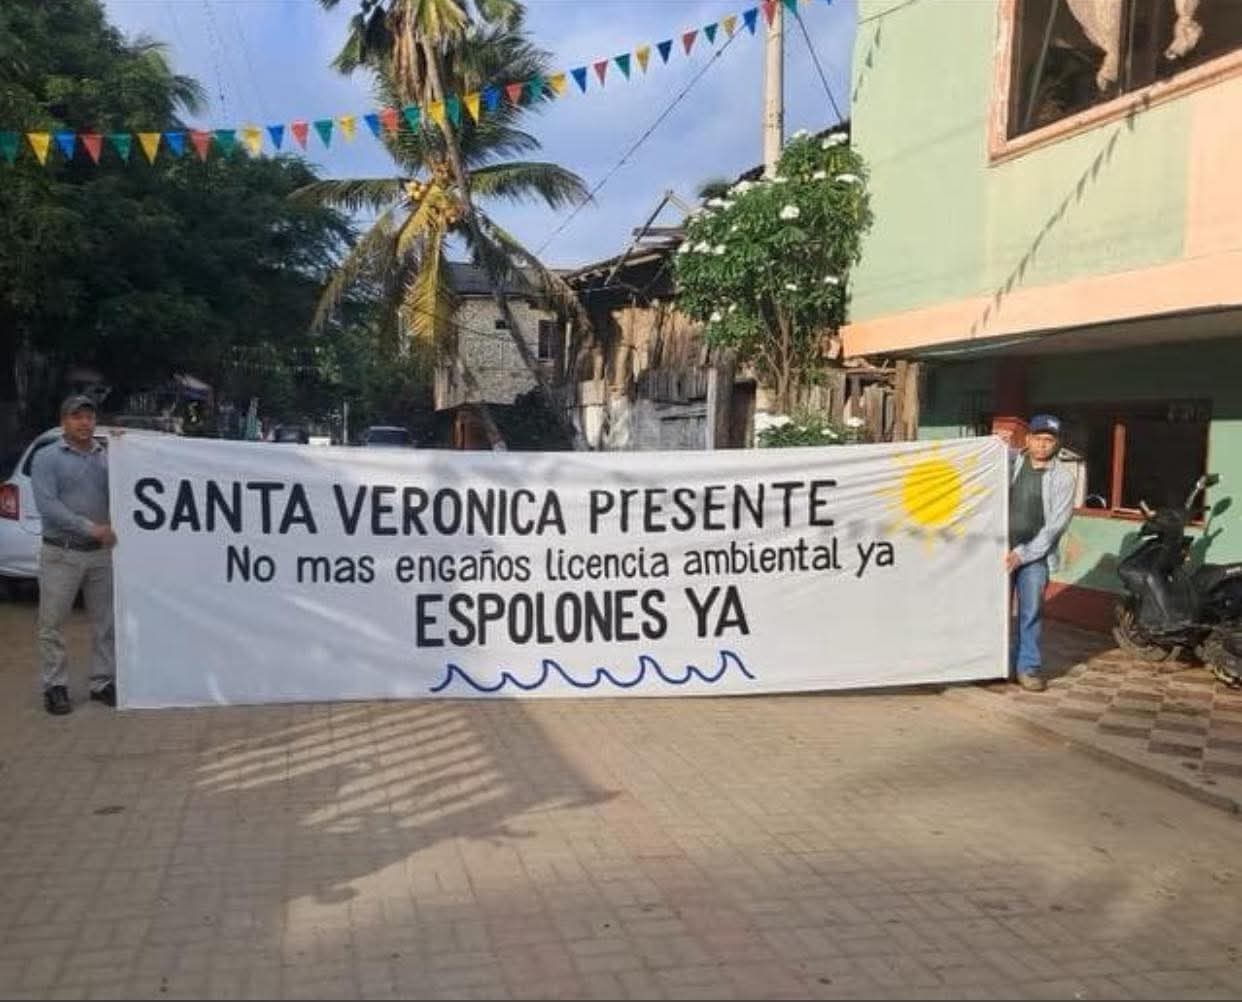 SANTA VERONICA PrESENTE
No mas engaños licencia ambiental ya
ESPOLONES YA